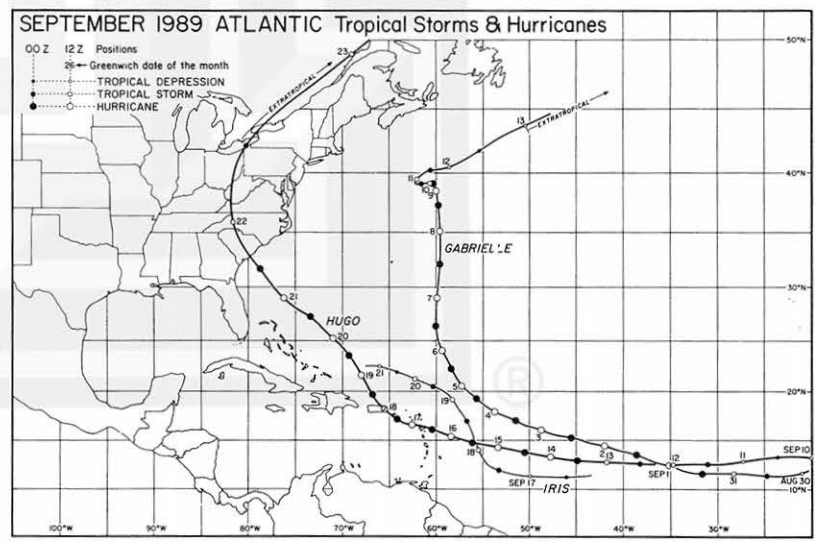 SEPTEMBER 1989 ATLANTIC Tropical Storms & Hurricanes
00 Z 12 Z Positions
26 ← Greenwich date of the month
TROPICAL DEPRESSION
TROPICAL STORM
HURRICANE
50°N
23
EXTRATROPICAL
13
EXTRATROPICAL
12
11
40°N
10
9
22
8
GABRIELLE
30°N
21
7
HUGO
20
6
19 21
20
5
20°N
18
19
4
17
3
16
15
18
14
2
13
12
11
SEP 10
SEP 1
31
AUG 30
SEP 17
IRIS
10°N
100°W 90°W 80°W 70°W 60°W 50°W 40°W 30°W
®